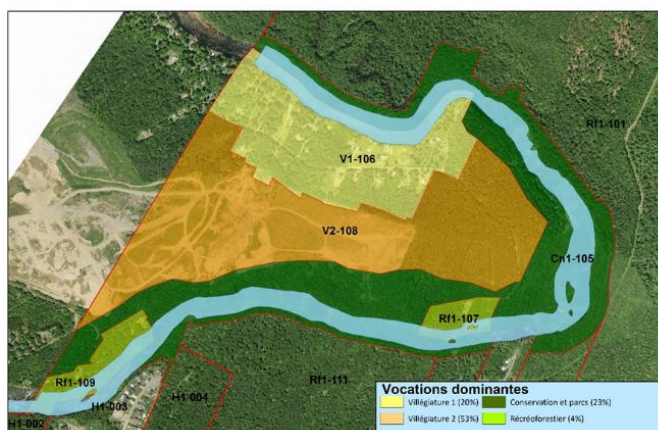 Rf1-101
V1-106
V2-108
Cn1-105
Rf1-107
Rf1-109
Rf1-111
H1-004
H1-003
H1-002
Vocations dominantes
Villégiature 1 (20%)
Conservation et parcs (23%)
Villégiature 2 (53%)
Récréoforestier (4%)